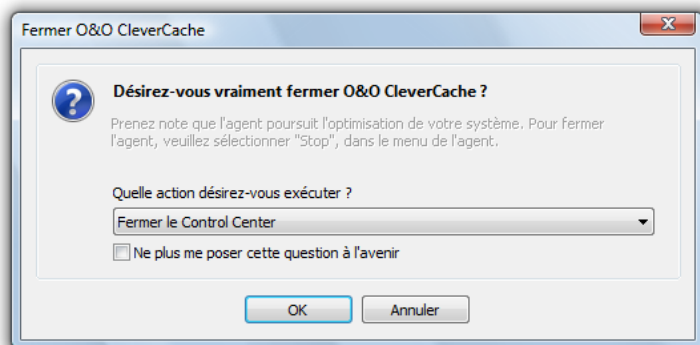 Fermer O&O CleverCache
Désirez-vous vraiment fermer O&O CleverCache ?
Prenez note que l'agent poursuit l'optimisation de votre système. Pour fermer
l'agent, veuillez sélectionner "Stop", dans le menu de l'agent.
Quelle action désirez-vous exécuter ?
Fermer le Control Center
Ne plus me poser cette question à l'avenir
OK
Annuler